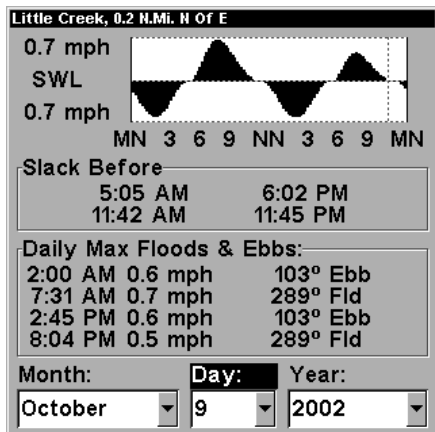 Little Creek, 0.2 N.Mi. N Of E
0.7 mph
SWL
0.7 mph
MN 3 6 9 NN 3 6 9 MN
Slack Before
5:05 AM 6:02 PM
11:42 AM 11:45 PM
Daily Max Floods & Ebbs:
2:00 AM 0.6 mph 103º Ebb
7:31 AM 0.7 mph 289º Fld
2:45 PM 0.6 mph 103º Ebb
8:04 PM 0.5 mph 289º Fld
Month: Day: Year:
October 9 2002